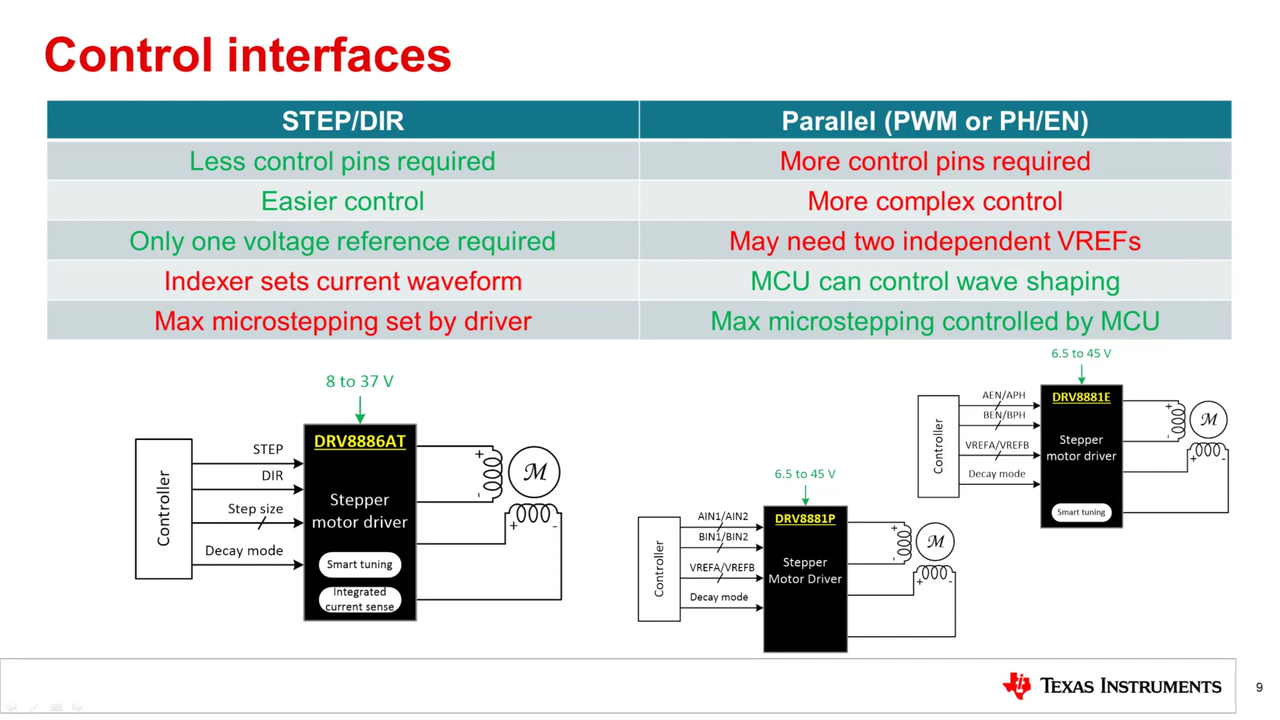 Control interfaces
STEP/DIR
Parallel (PWM or PH/EN)
Less control pins required
More control pins required
Easier control
More complex control
Only one voltage reference required
May need two independent VREFs
Indexer sets current waveform
MCU can control wave shaping
Max microstepping set by driver
Max microstepping controlled by MCU
8 to 37 V
Controller
STEP
DIR
Step size
Decay mode
DRV8886AT
Stepper
motor driver
Smart tuning
Integrated
current sense
+
-
+
-
M
6.5 to 45 V
Controller
AIN1/AIN2
BIN1/BIN2
VREFA/VREFB
Decay mode
DRV8881P
Stepper
Motor Driver
+
-
+
-
M
6.5 to 45 V
Controller
AEN/APH
BEN/BPH
VREFA/VREFB
Decay mode
DRV8881E
Stepper
motor driver
Smart tuning
+
-
+
-
M
TEXAS INSTRUMENTS
9